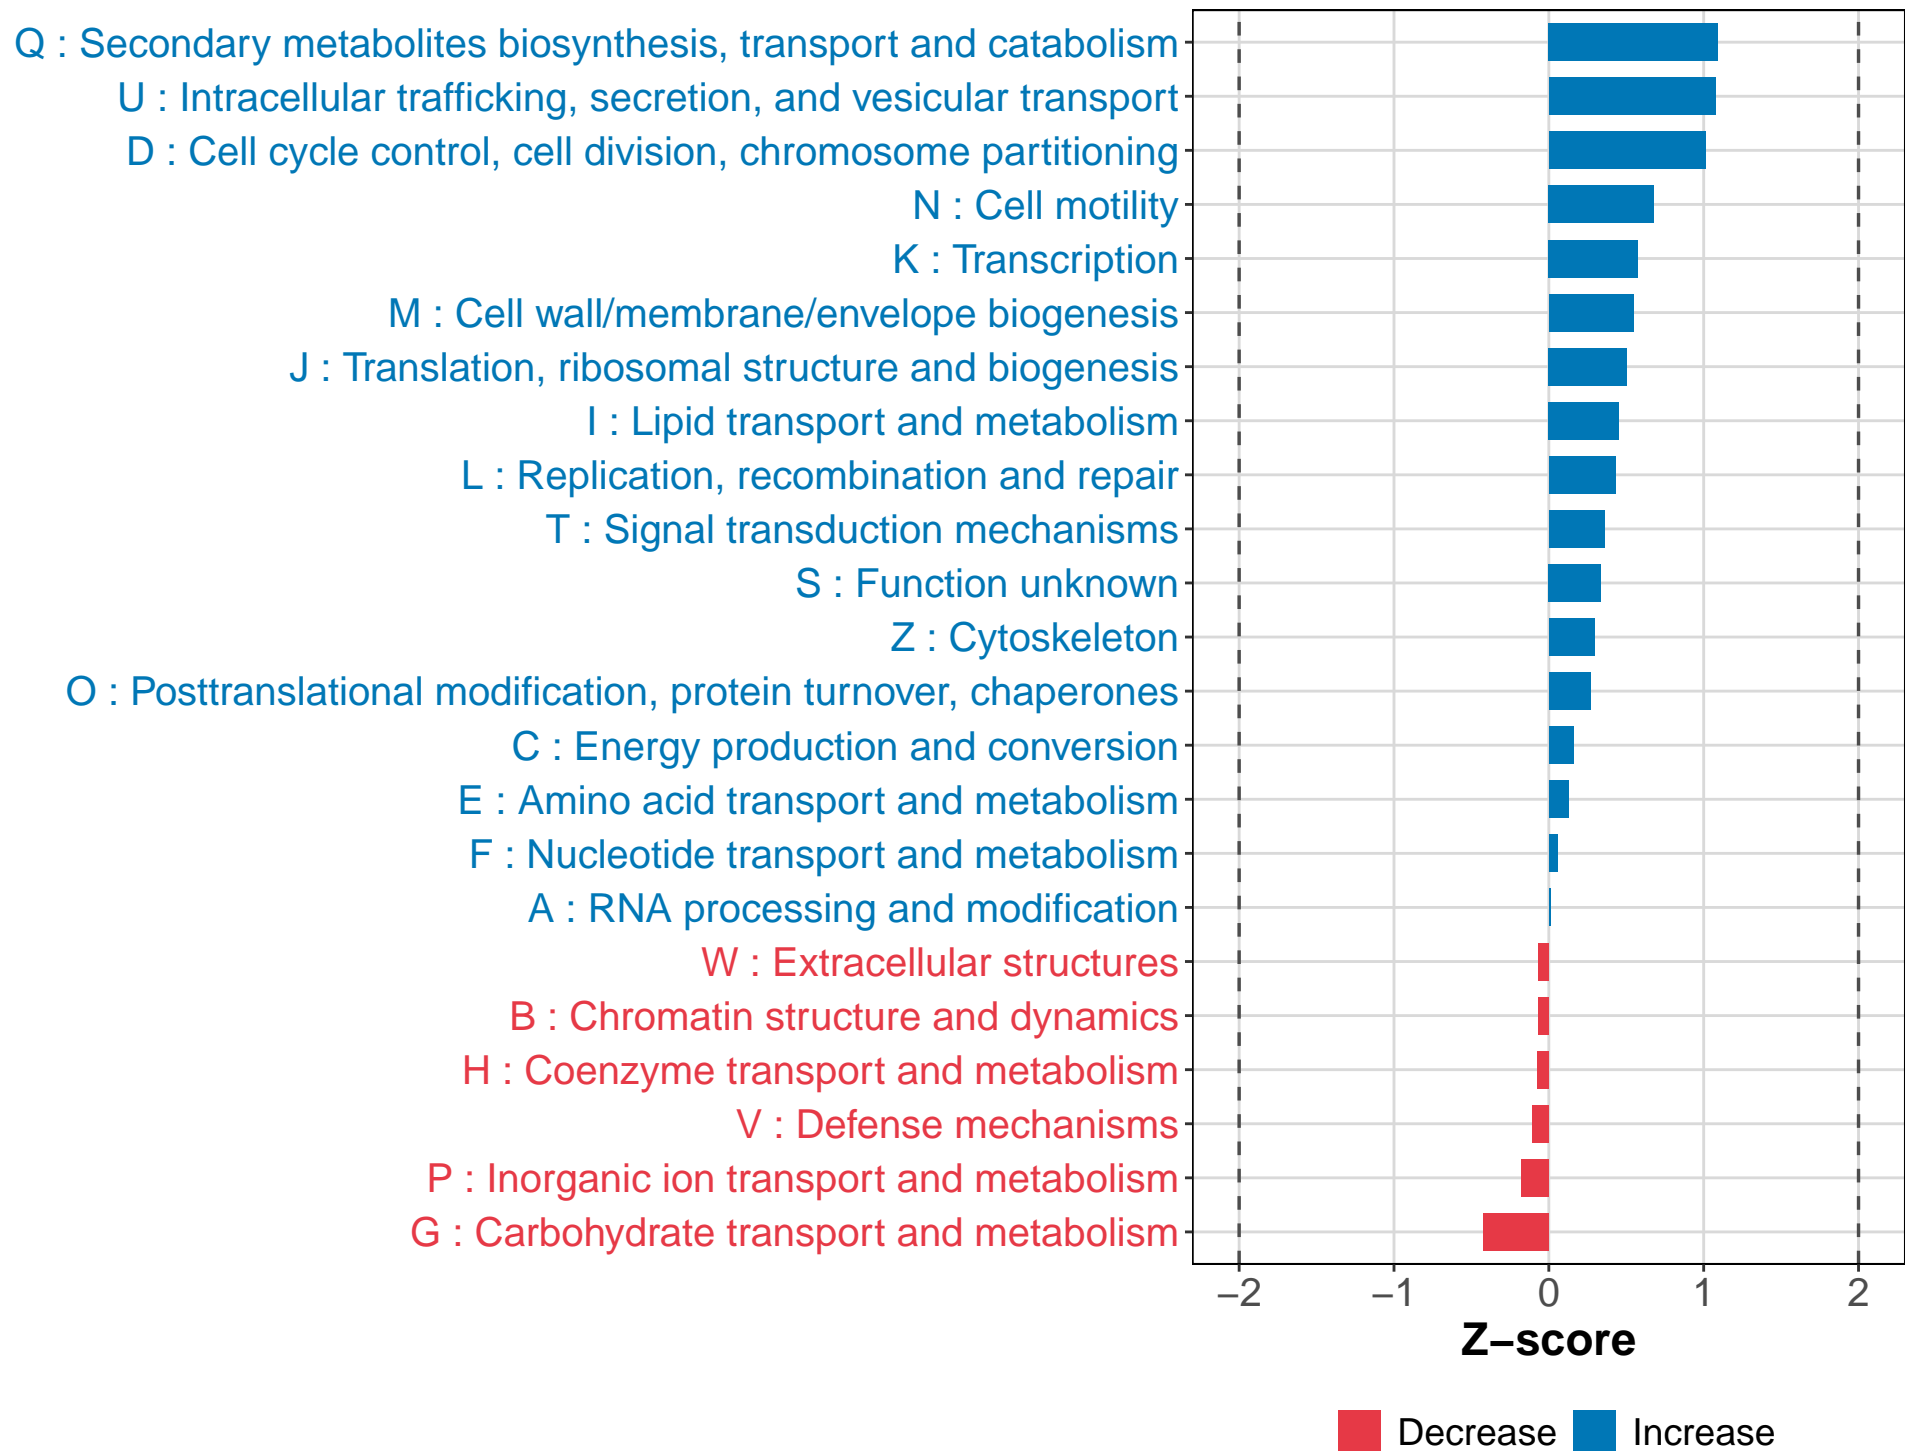 Q : Secondary metabolites biosynthesis, transport and catabolism
U : Intracellular trafficking, secretion, and vesicular transport
D : Cell cycle control, cell division, chromosome partitioning
N : Cell motility
K : Transcription
M : Cell wall/membrane/envelope biogenesis
J : Translation, ribosomal structure and biogenesis
I : Lipid transport and metabolism
L : Replication, recombination and repair
T : Signal transduction mechanisms
S : Function unknown
Z : Cytoskeleton
O : Posttranslational modification, protein turnover, chaperones
C : Energy production and conversion
E : Amino acid transport and metabolism
F : Nucleotide transport and metabolism
A : RNA processing and modification
W : Extracellular structures
B : Chromatin structure and dynamics
H : Coenzyme transport and metabolism
V : Defense mechanisms
P : Inorganic ion transport and metabolism
G : Carbohydrate transport and metabolism
−2 −1 0 1 2
Z−score
Decrease Increase